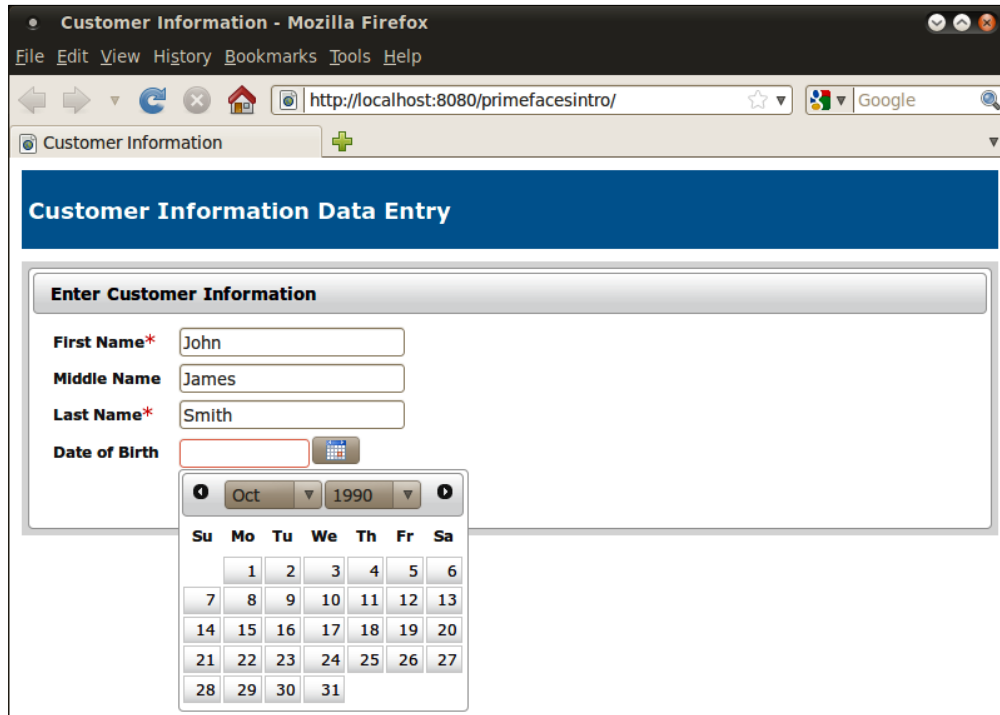 Customer Information - Mozilla Firefox
File Edit View History Bookmarks Tools Help
http://localhost:8080/primefacesintro/ Google
Customer Information
Customer Information Data Entry
Enter Customer Information
First Name* John
Middle Name James
Last Name* Smith
Date of Birth
Oct 1990
Su Mo Tu We Th Fr Sa
1 2 3 4 5 6
7 8 9 10 11 12 13
14 15 16 17 18 19 20
21 22 23 24 25 26 27
28 29 30 31